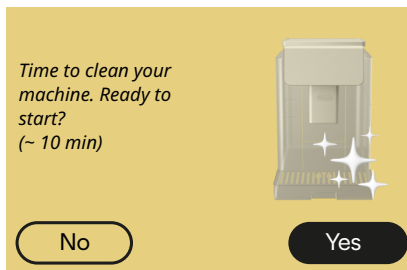 Time to clean your
machine. Ready to
start?
(~ 10 min)
No
Yes